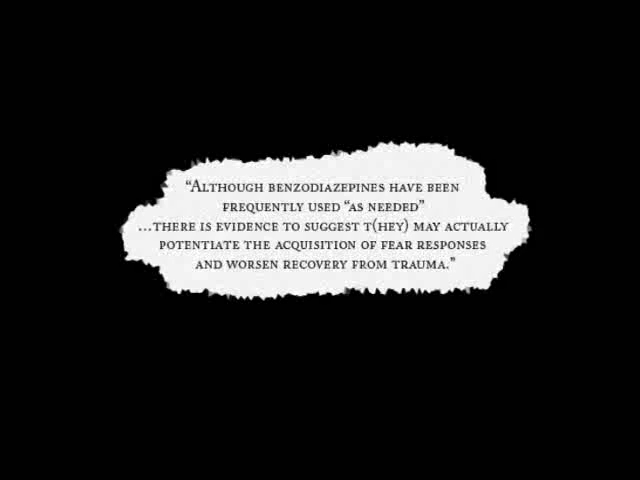 “Although benzodiazepines have been
frequently used “as needed”
...there is evidence to suggest t(hey) may actually
potentiate the acquisition of fear responses
and worsen recovery from trauma.”